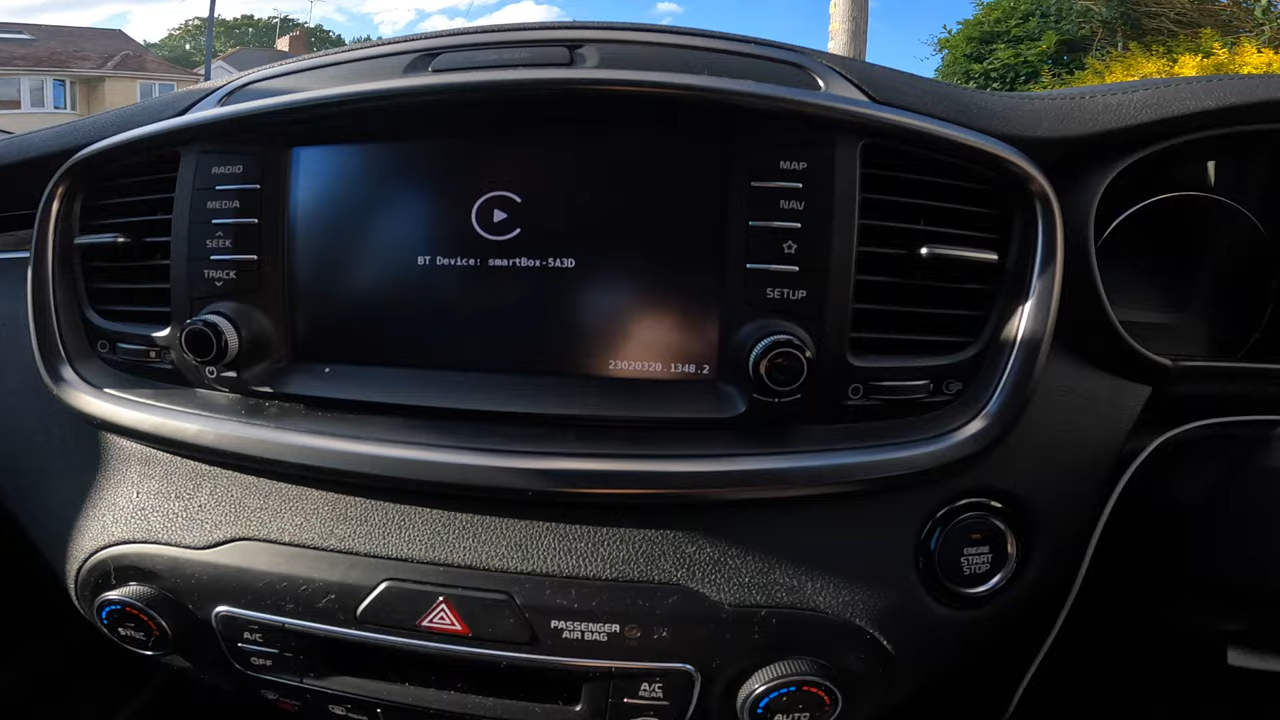 RADIO
MEDIA
SEEK
TRACK
BT Device: smartBox-5A3D
23020320.1348.2
MAP
NAV
SETUP
ENGINE
START
STOP
SYNC
A/C
OFF
PASSENGER
AIR BAG
A/C
REAR
AUTO